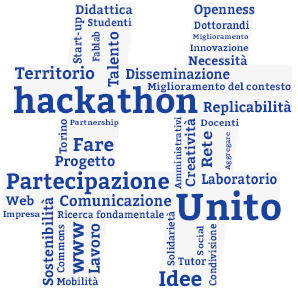 Didattica
Openness
Studenti
Dottorandi
Start-up
Fablab
Talento
Miglioramento
Innovazione
Necessità
Territorio
Disseminazione
Miglioramento del contesto
hackathon
Replicabilità
Torino
Partnership
Amministrativi
Creatività
Rete
Docenti
Aggregare
Fare
Progetto
Partecipazione
Laboratorio
Web
Comunicazione
Unito
Impresa
Ricerca fondamentale
Sostenibilità
Commons
www
Lavoro
Solidarietà
Social
Condivisione
Tutor
Mobilità
Idee